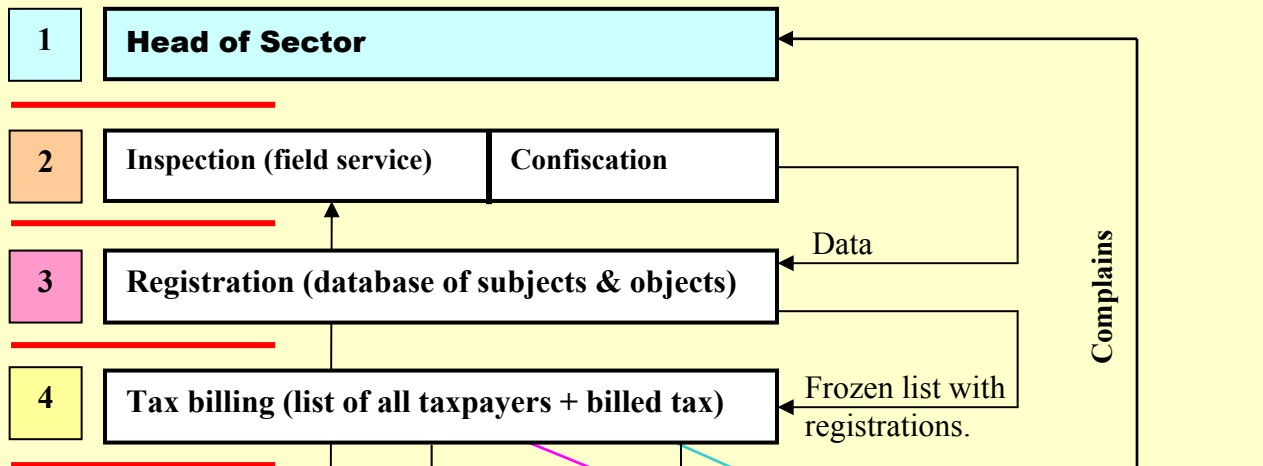 1
Head of Sector
2
Inspection (field service)
Confiscation
Data
3
Registration (database of subjects & objects)
Complains
4
Tax billing (list of all taxpayers + billed tax)
Frozen list with
registrations.